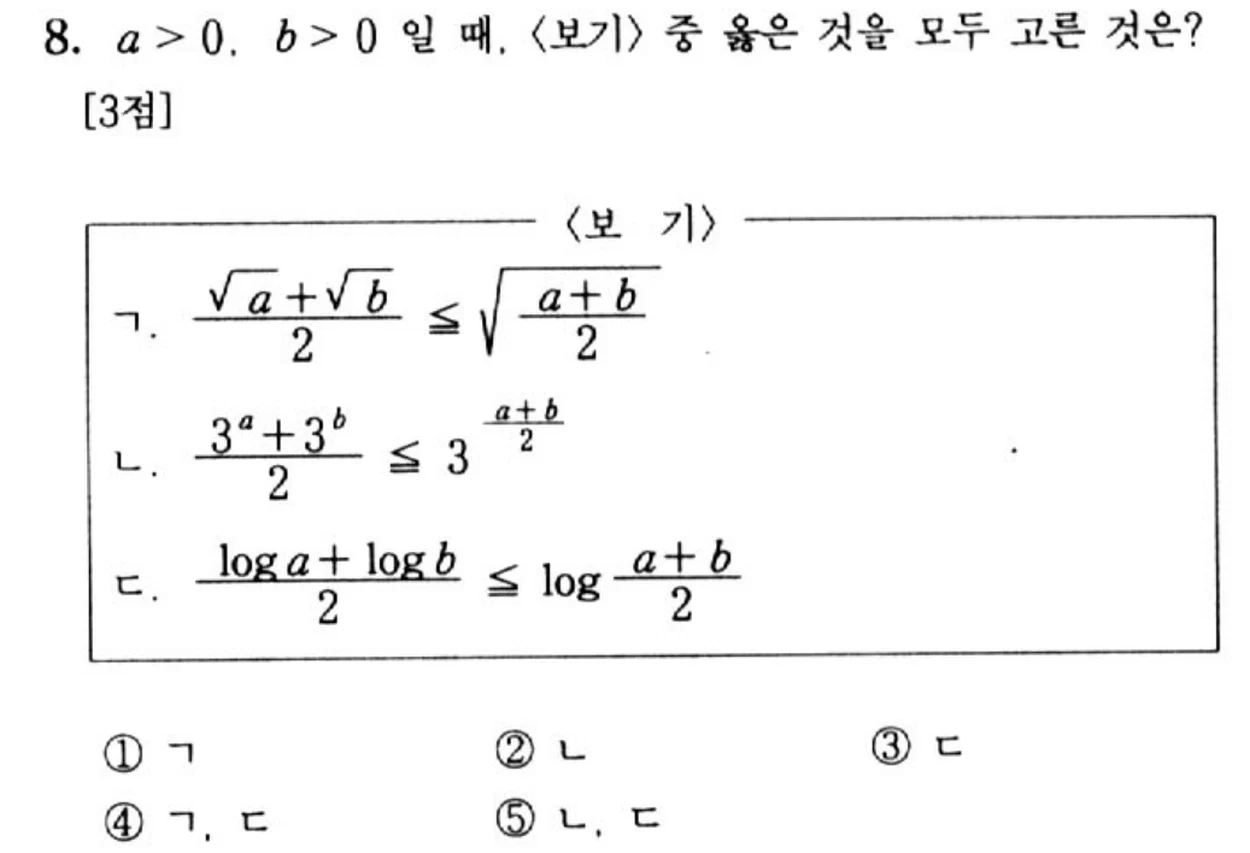 8. a > 0, b > 0 일 때, 〈보기〉 중 옳은 것을 모두 고른 것은?
[3점]
〈보 기〉
ㄱ. (√a + √b)/2 ≦ √((a + b)/2)
ㄴ. (3^a + 3^b)/2 ≦ 3^((a + b)/2)
ㄷ. (log a + log b)/2 ≦ log (a + b)/2
① ㄱ ② ㄴ ③ ㄷ
④ ㄱ, ㄷ ⑤ ㄴ, ㄷ